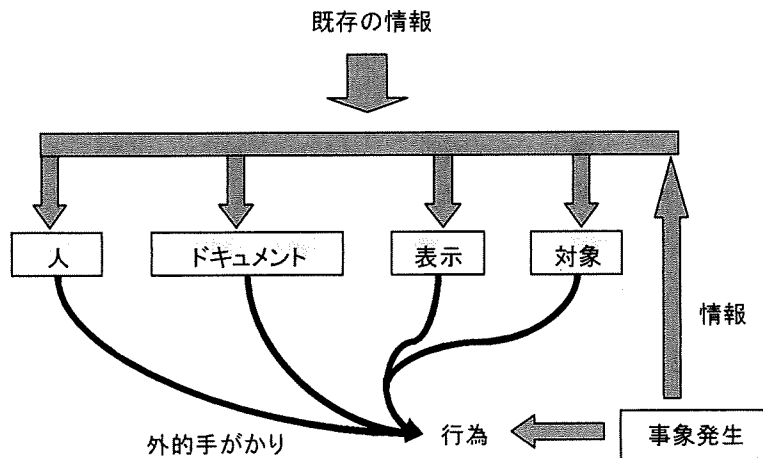 既存の情報
人
ドキュメント
表示
対象
情報
外的手がかり
行為
事象発生